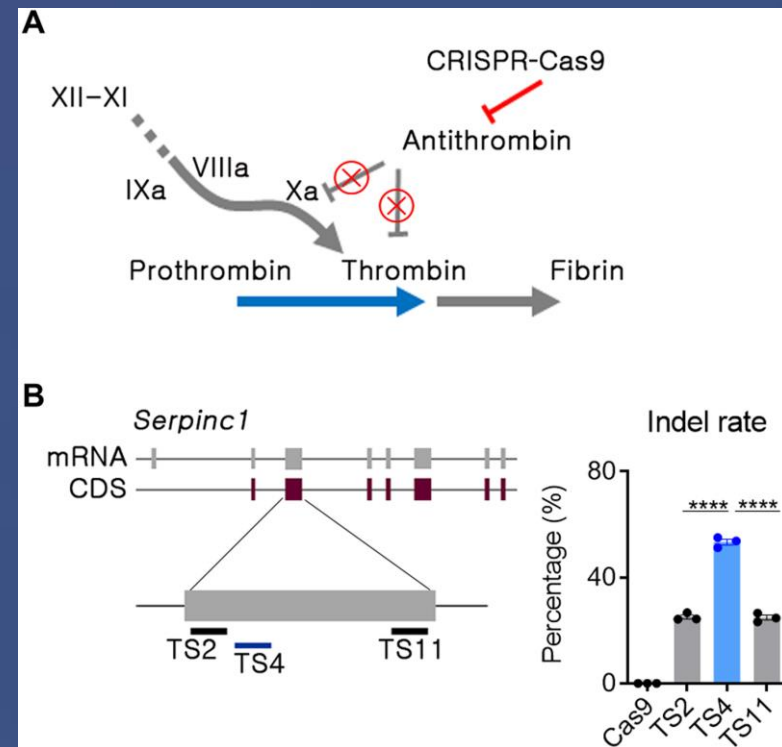 A
CRISPR-Cas9
XII–XI
Antithrombin
VIIIa
IXa
Xa
Prothrombin Thrombin Fibrin
B
Serpinc1
Indel rate
mRNA
CDS
80
****
****
40
0
Percentage (%)
TS2
TS4
TS11
Cas9
TS2
TS4
TS11